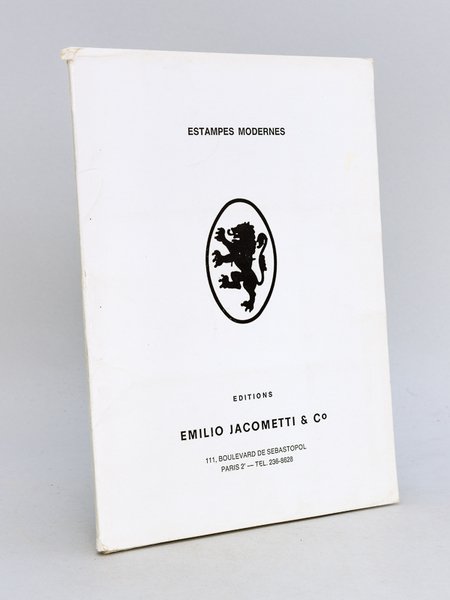 ESTAMPES MODERNES
EDITIONS
EMILIO JACOMETTI & Cº
111, BOULEVARD DE SEBASTOPOL
PARIS 2ᵉ — TEL. 236-8628